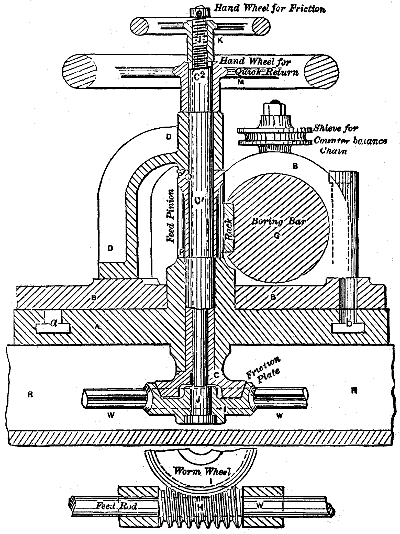 Hand Wheel for Friction
J
K
Hand Wheel for
Quick Return
C²
M
Shieve for
Counter balance
Chain
D
B
D
Feed Pinion
C'
Rack
Boring Bar
G
B
B
a
A
b
R
Friction
Plate
C
R
J
W
W
Worm Wheel
I
Feed Rod
H
W